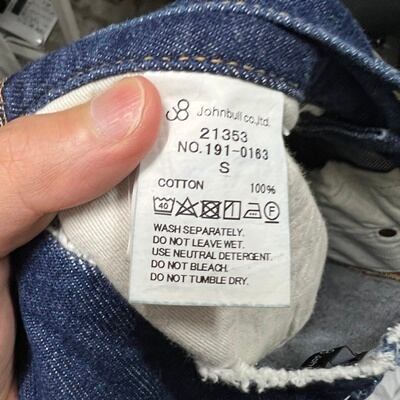 Johnbull co.,ltd.
21353
NO.191-0163
S
COTTON 100%
40 F
WASH SEPARATELY.
DO NOT LEAVE WET.
USE NEUTRAL DETERGENT.
DO NOT BLEACH.
DO NOT TUMBLE DRY.